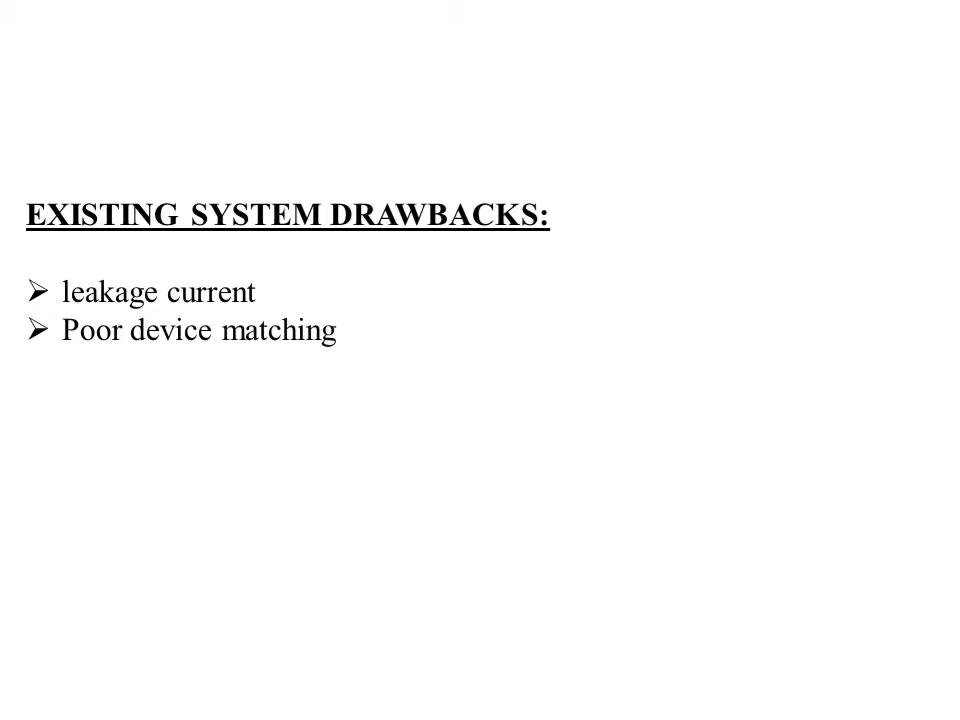 EXISTING SYSTEM DRAWBACKS:
➢ leakage current
➢ Poor device matching